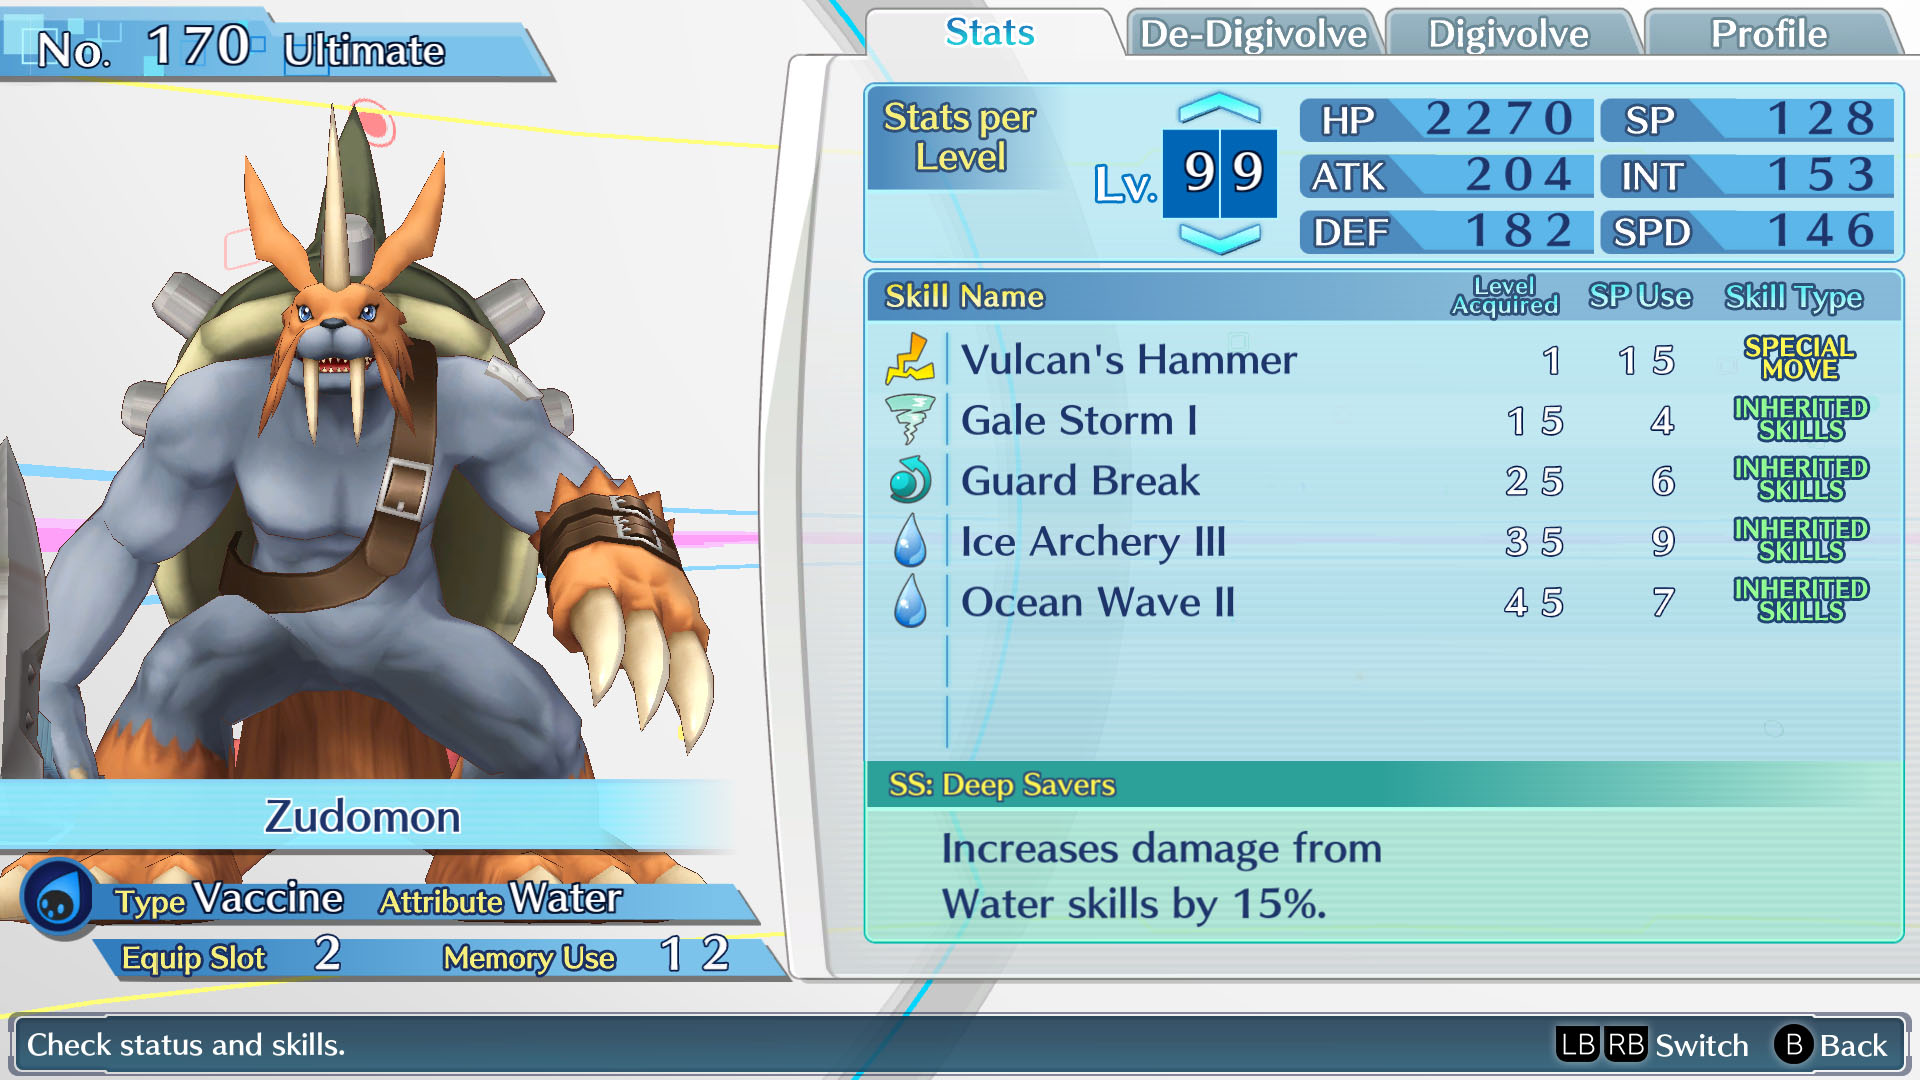 No. 170 Ultimate
Stats De-Digivolve Digivolve Profile
Stats per
Level
Lv. 99
HP 2270 SP 128
ATK 204 INT 153
DEF 182 SPD 146
Skill Name Level Acquired SP Use Skill Type
Vulcan's Hammer 1 15 SPECIAL MOVE
Gale Storm I 15 4 INHERITED SKILLS
Guard Break 25 6 INHERITED SKILLS
Ice Archery III 35 9 INHERITED SKILLS
Ocean Wave II 45 7 INHERITED SKILLS
SS: Deep Savers
Increases damage from
Water skills by 15%.
Zudomon
Type Vaccine Attribute Water
Equip Slot 2 Memory Use 12
Check status and skills.
LB RB Switch B Back